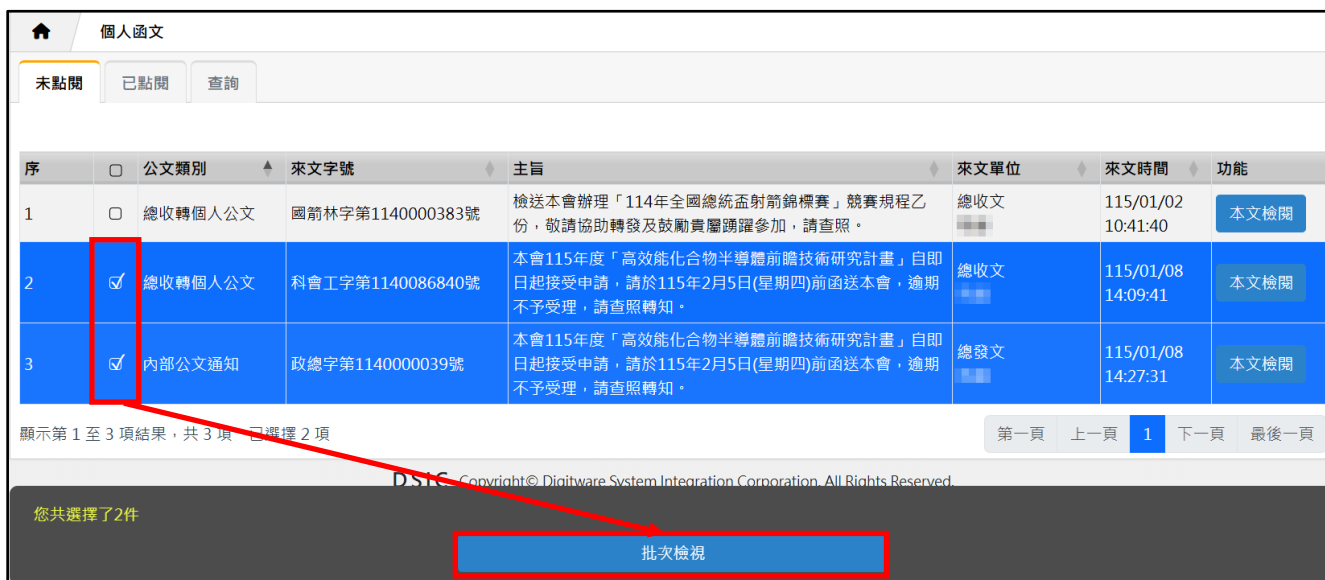 個人函文
未點閱 已點閱 查詢
序 公文類別 來文字號 主旨 來文單位 來文時間 功能
1 總收轉個人公文 國箭林字第1140000383號 檢送本會辦理「114年全國總統盃射箭錦標賽」競賽規程乙 總收文 115/01/02 本文檢閱
份，敬請協助轉發及鼓勵貴屬踴躍參加，請查照。 10:41:40
本會115年度「高效能化合物半導體前瞻技術研究計畫」自即
2 總收轉個人公文 科會工字第1140086840號 日起接受申請，請於115年2月5日(星期四)前函送本會，逾期 總收文 115/01/08 本文檢閱
不予受理，請查照轉知。 14:09:41
本會115年度「高效能化合物半導體前瞻技術研究計畫」自即
3 內部公文通知 政總字第1140000039號 日起接受申請，請於115年2月5日(星期四)前函送本會，逾期 總發文 115/01/08 本文檢閱
不予受理，請查照轉知。 14:27:31
顯示第 1 至 3 項結果，共 3 項 已選擇 2 項 第一頁 上一頁 1 下一頁 最後一頁
DSIC Copyright© Digitware System Integration Corporation. All Rights Reserved.
您共選擇了2件
批次檢視